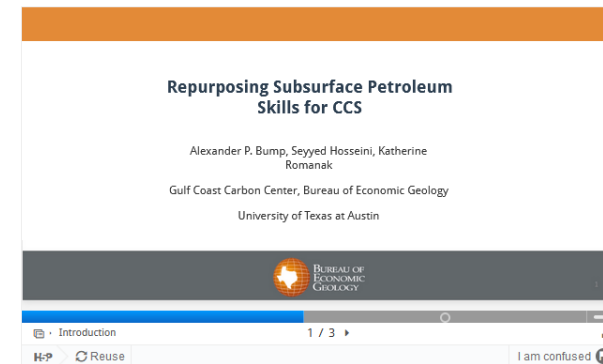 Repurposing Subsurface Petroleum
Skills for CCS
Alexander P. Bump, Seyyed Hosseini, Katherine
Romanak
Gulf Coast Carbon Center, Bureau of Economic Geology
University of Texas at Austin
BUREAU OF
ECONOMIC
GEOLOGY
Introduction
1 / 3
H-P
Reuse
I am confused